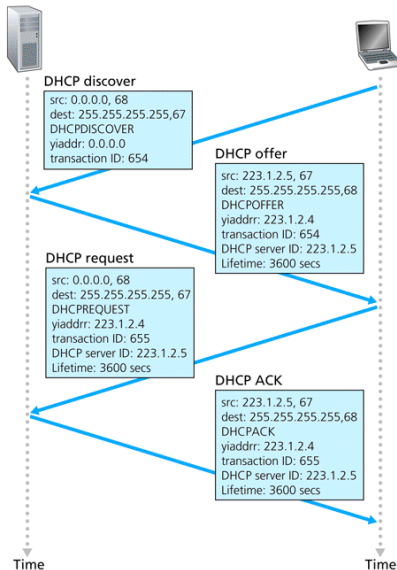 DHCP discover
src: 0.0.0.0, 68
dest: 255.255.255.255,67
DHCPDISCOVER
yiaddr: 0.0.0.0
transaction ID: 654
DHCP offer
src: 223.1.2.5, 67
dest: 255.255.255.255,68
DHCPOFFER
yiaddrr: 223.1.2.4
transaction ID: 654
DHCP server ID: 223.1.2.5
Lifetime: 3600 secs
DHCP request
src: 0.0.0.0, 68
dest: 255.255.255.255, 67
DHCPREQUEST
yiaddrr: 223.1.2.4
transaction ID: 655
DHCP server ID: 223.1.2.5
Lifetime: 3600 secs
DHCP ACK
src: 223.1.2.5, 67
dest: 255.255.255.255,68
DHCPACK
yiaddrr: 223.1.2.4
transaction ID: 655
DHCP server ID: 223.1.2.5
Lifetime: 3600 secs
Time
Time